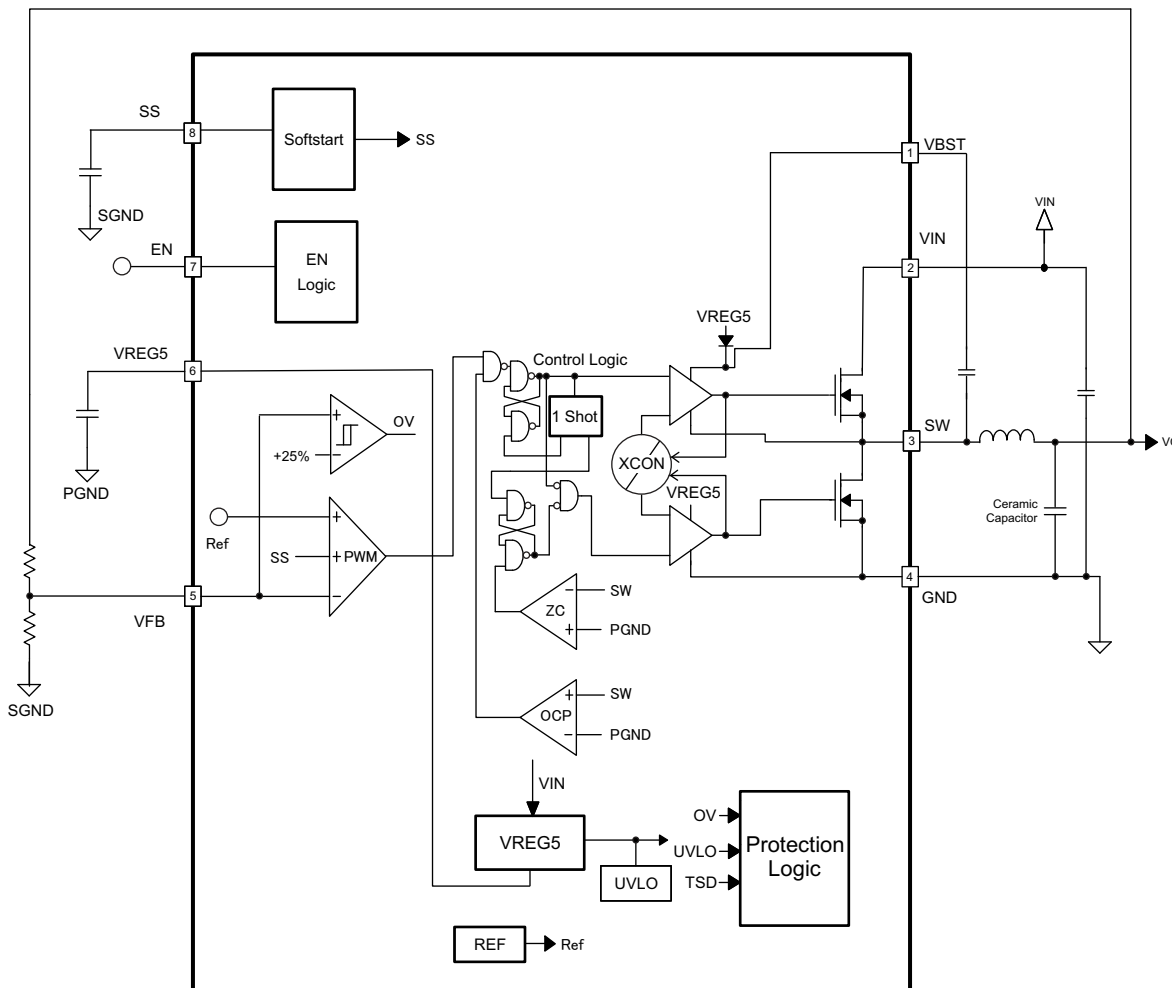 SS
8
Softstart
SS
SGND
EN
7
EN
Logic
VREG5
6
PGND
OV
+
+25%
−
Ref
+
SS
+
PWM
−
5
VFB
SGND
Control Logic
1 Shot
VREG5
XCON
VREG5
−
SW
ZC
+
PGND
+
SW
OCP
−
PGND
VIN
VREG5
UVLO
REF
Ref
OV
UVLO
TSD
Protection
Logic
1
VBST
VIN
VIN
2
3
SW
Ceramic
Capacitor
4
GND